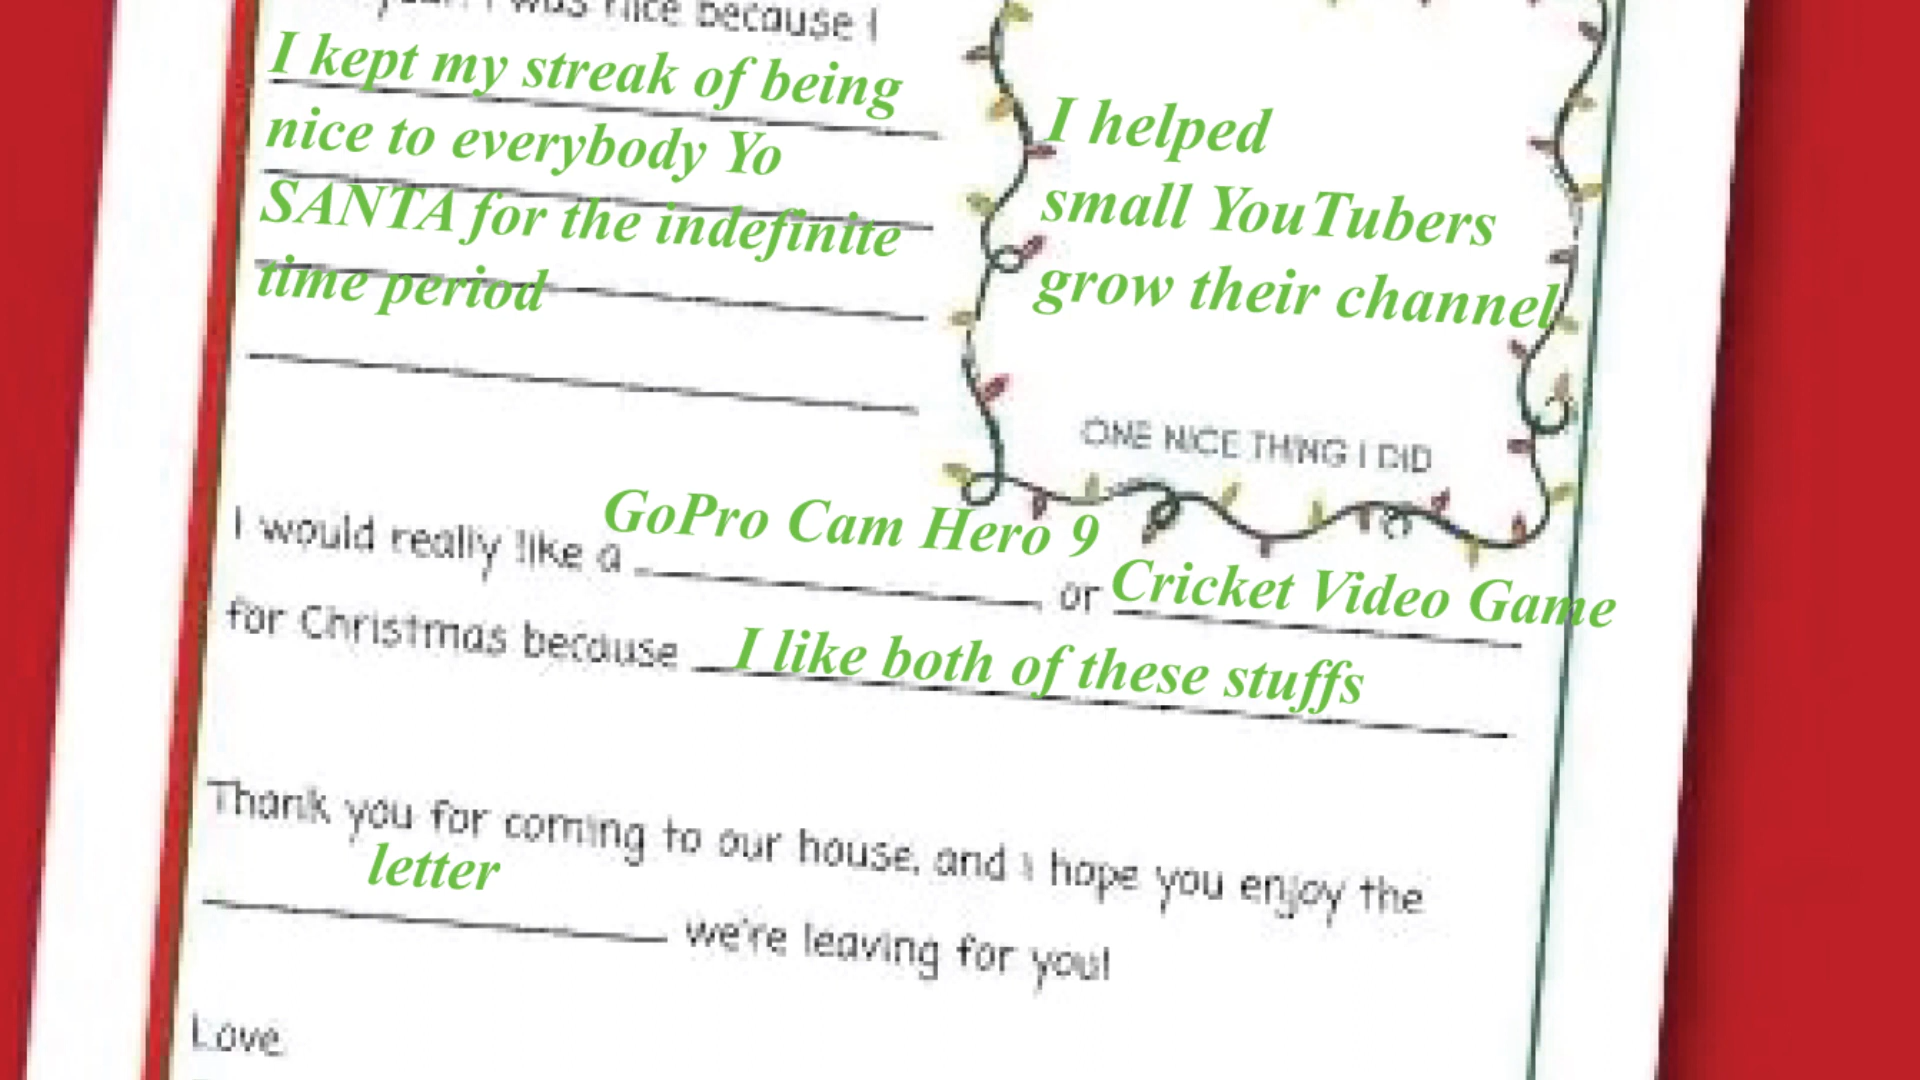 I was nice because I
I kept my streak of being
nice to everybody Yo
SANTA for the indefinite
time period
I helped
small YouTubers
grow their channel
ONE NICE THING I DID
I would really like a GoPro Cam Hero 9 or Cricket Video Game
for Christmas because I like both of these stuffs
Thank you for coming to our house, and I hope you enjoy the
letter we're leaving for you!
Love